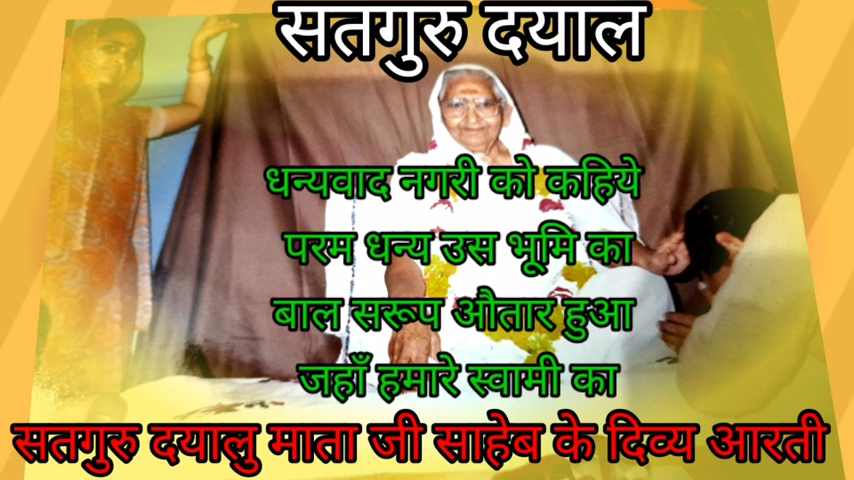 सतगुरु दयाल
धन्यवाद नगरी को कहिये
परम धन्य उस भूमि का
बाल सरूप औतार हुआ
जहाँ हमारे स्वामी का
सतगुरु दयालु माता जी साहेब के दिव्य आरती